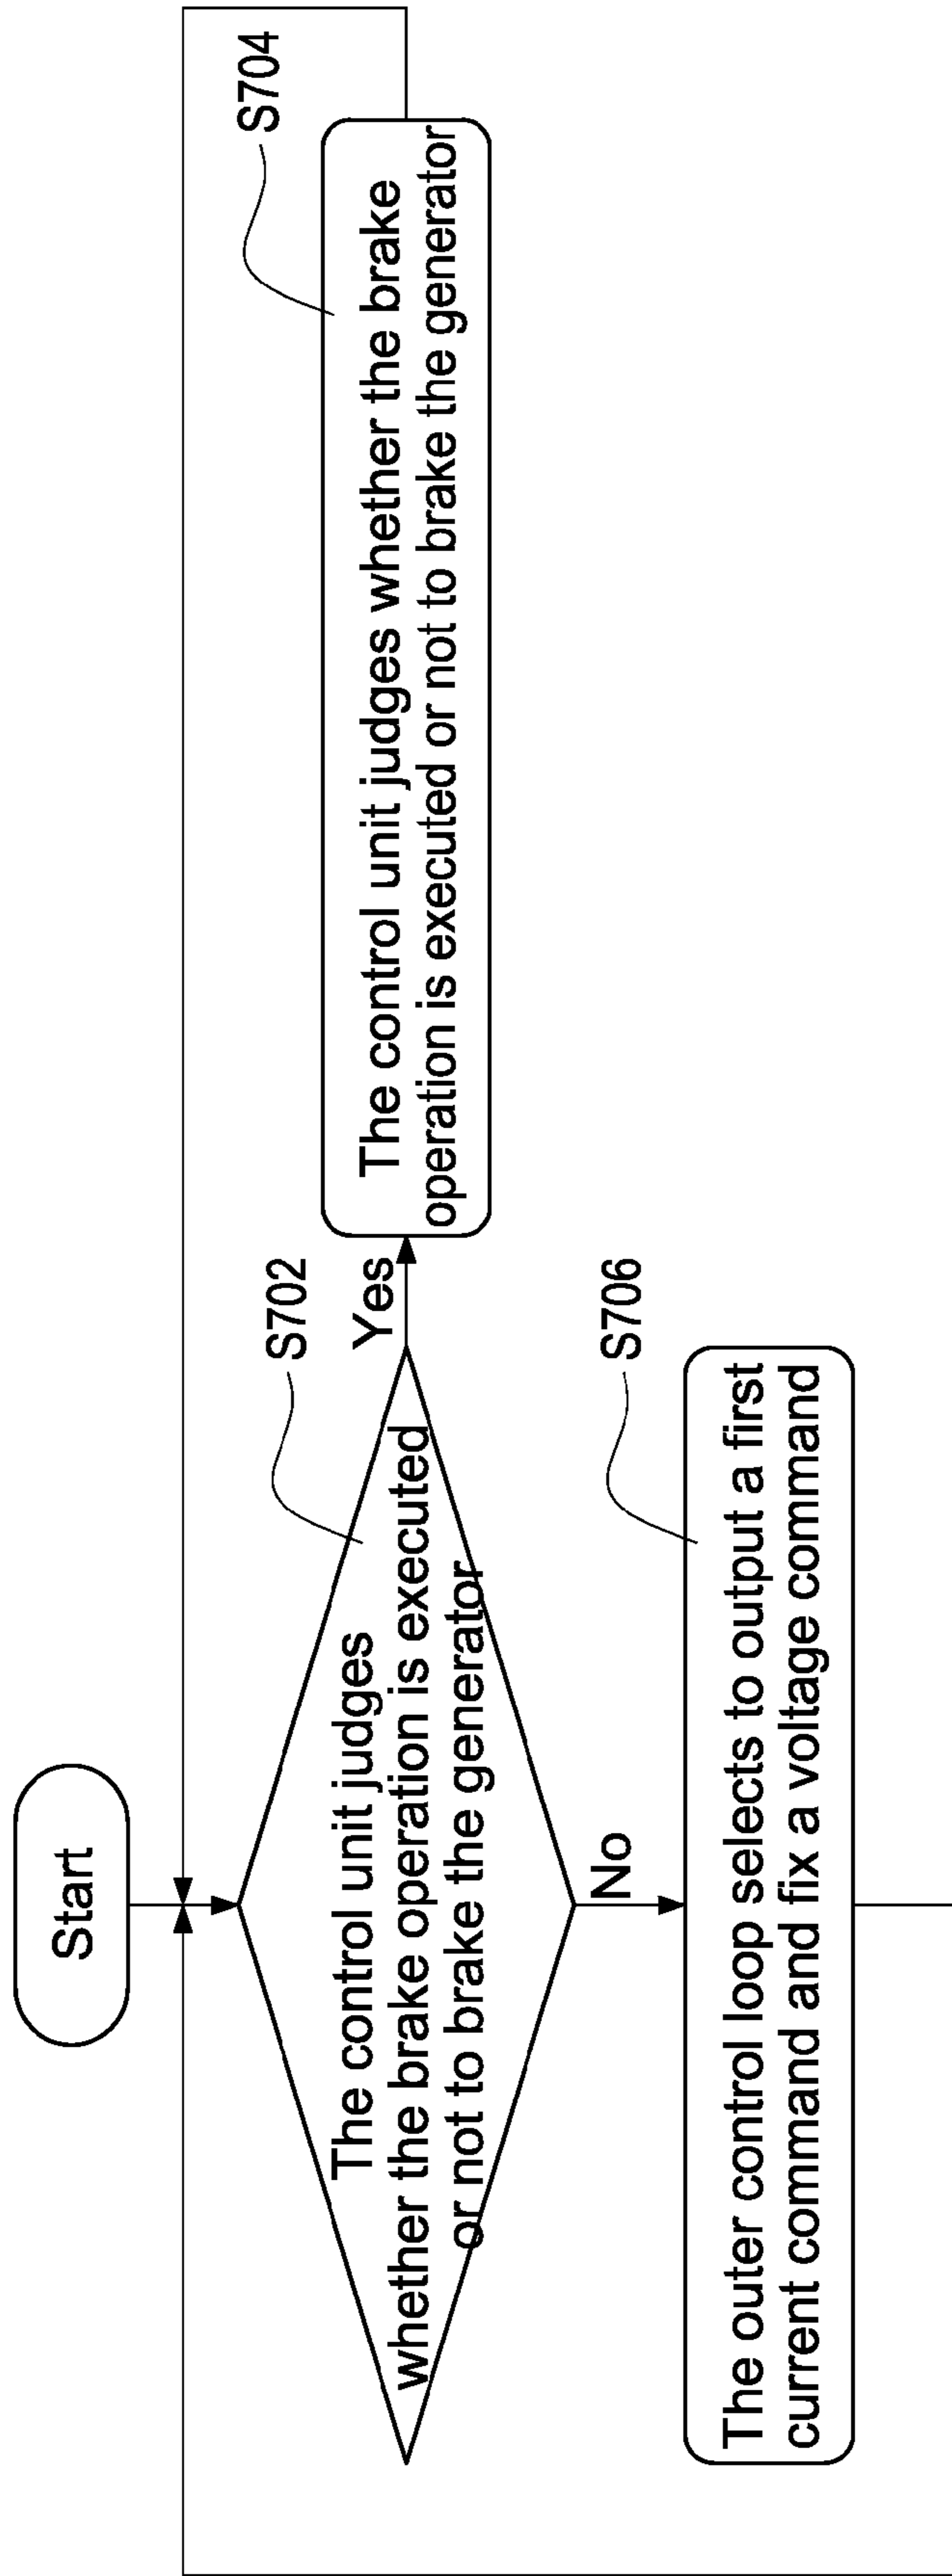 Start
S702
The control unit judges
whether the brake operation is executed
or not to brake the generator
Yes
S704
The control unit judges whether the brake
operation is executed or not to brake the generator
No
S706
The outer control loop selects to output a first
current command and fix a voltage command